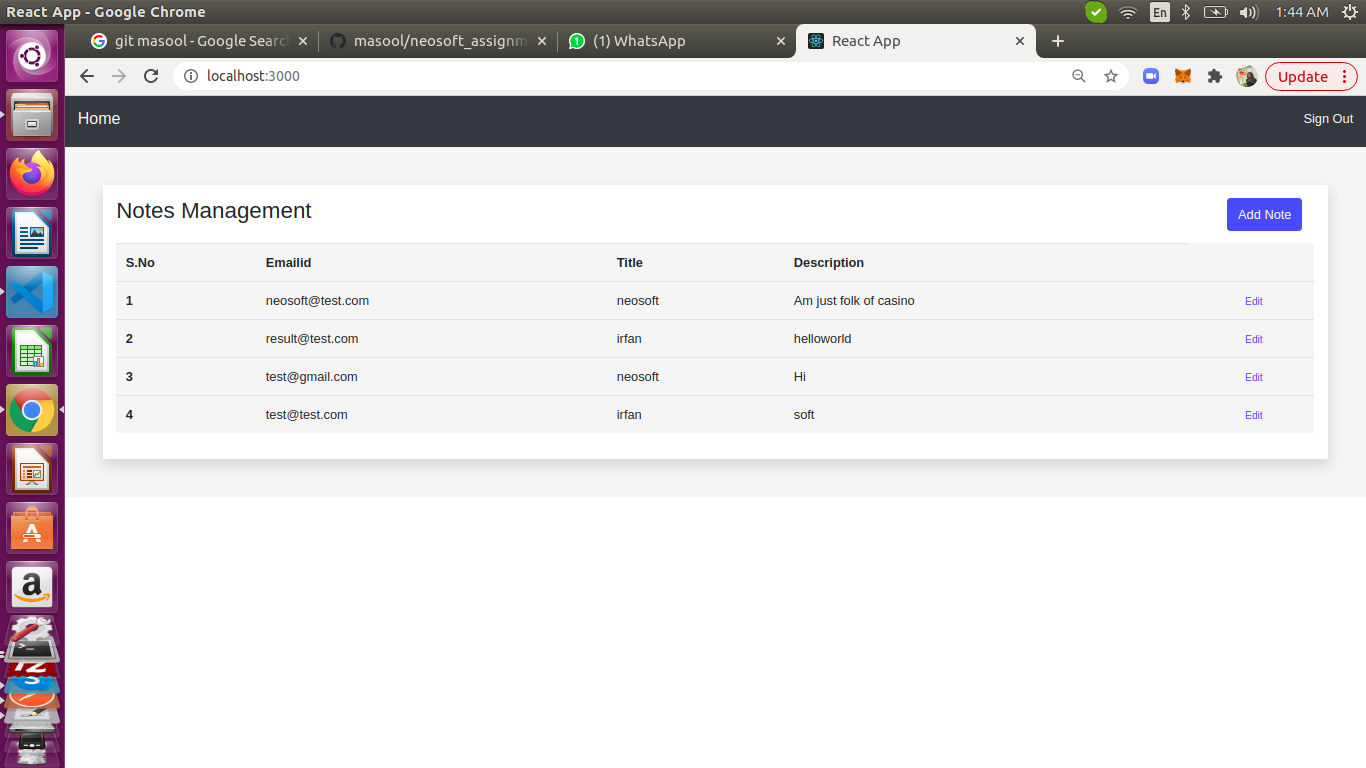 React App - Google Chrome
En
1:44 AM
git masool - Google Search
masool/neosoft_assignm
(1) WhatsApp
React App
localhost:3000
Update
Home
Sign Out
Notes Management
Add Note
S.No Emailid Title Description
1 neosoft@test.com neosoft Am just folk of casino Edit
2 result@test.com irfan helloworld Edit
3 test@gmail.com neosoft Hi Edit
4 test@test.com irfan soft Edit